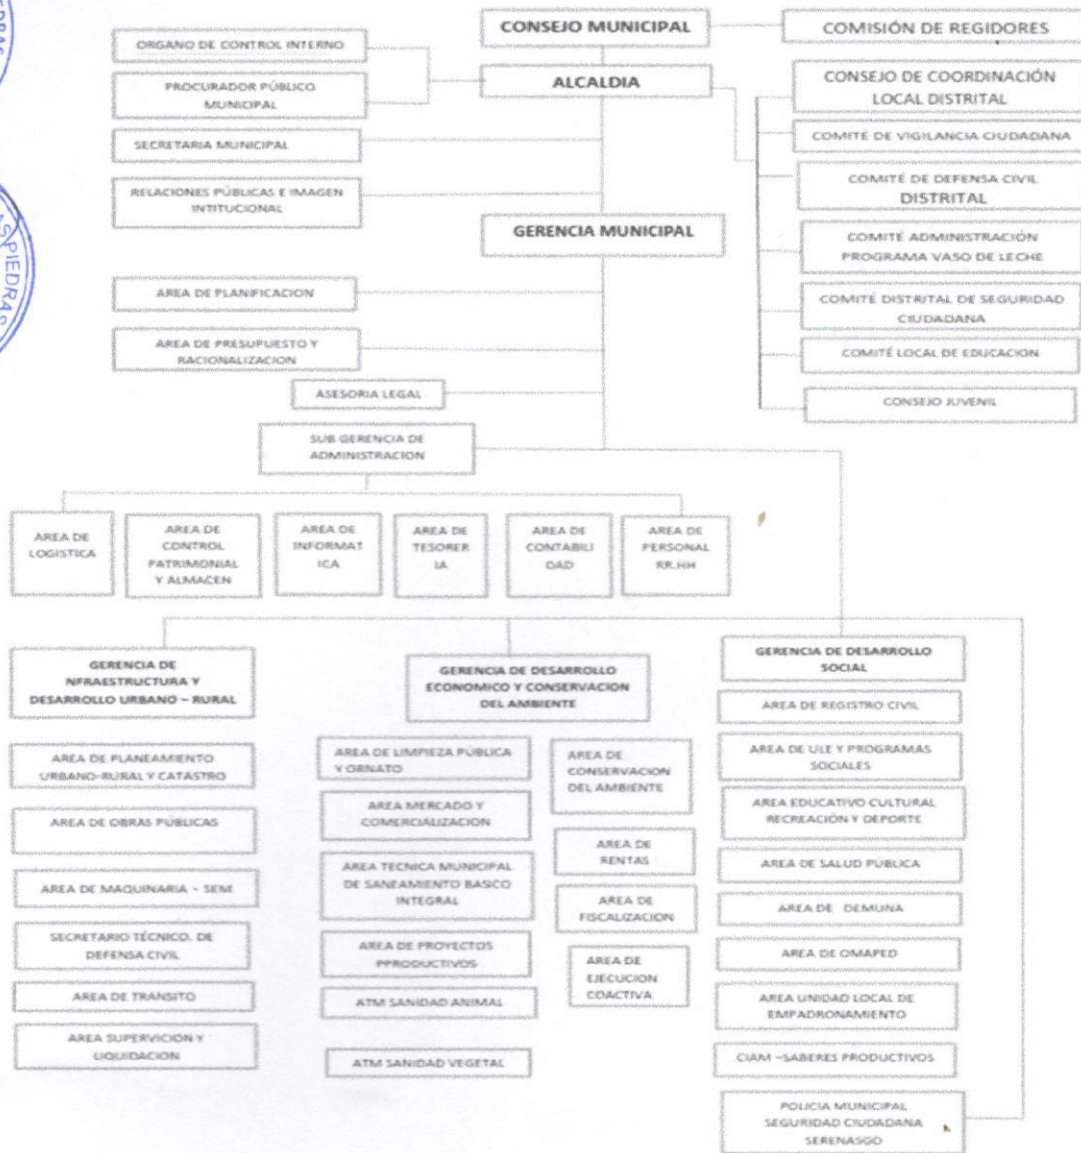 EDRAS
AS PIEDRAS
CONSEJO MUNICIPAL
COMISIÓN DE REGIDORES
ORGANO DE CONTROL INTERNO
PROCURADOR PÚBLICO
MUNICIPAL
ALCALDIA
CONSEJO DE COORDINACIÓN
LOCAL DISTRITAL
SECRETARIA MUNICIPAL
COMITÉ DE VIGILANCIA CIUDADANA
RELACIONES PÚBLICAS E IMAGEN
INTITUCIONAL
COMITÉ DE DEFENSA CIVIL
DISTRITAL
GERENCIA MUNICIPAL
COMITÉ ADMINISTRACIÓN
PROGRAMA VASO DE LECHE
AREA DE PLANIFICACION
COMITÉ DISTRITAL DE SEGURIDAD
CIUDADANA
AREA DE PRESUPUESTO Y
RACIONALIZACION
COMITÉ LOCAL DE EDUCACION
ASESORIA LEGAL
CONSEJO JUVENIL
SUB GERENCIA DE
ADMINISTRACION
AREA DE
LOGISTICA
AREA DE
CONTROL
PATRIMONIAL
Y ALMACEN
AREA DE
INFORMAT
ICA
AREA DE
TESORER
IA
AREA DE
CONTABILI
DAD
AREA DE
PERSONAL
RR.HH
GERENCIA DE
NFRAESTRUCTURA Y
DESARROLLO URBANO – RURAL
AREA DE PLANEAMIENTO
URBANO-RURAL Y CATASTRO
AREA DE OBRAS PÚBLICAS
AREA DE MAQUINARIA - SEM
SECRETARIO TÉCNICO. DE
DEFENSA CIVIL
AREA DE TRÁNSITO
AREA SUPERVICIÓN Y
LIQUIDACION
GERENCIA DE DESARROLLO
ECONOMICO Y CONSERVACION
DEL AMBIENTE
AREA DE LIMPIEZA PÚBLICA
Y ORNATO
AREA MERCADO Y
COMERCIALIZACION
AREA TECNICA MUNICIPAL
DE SANEAMIENTO BASICO
INTEGRAL
AREA DE PROYECTOS
PPRODUCTIVOS
ATM SANIDAD ANIMAL
ATM SANIDAD VEGETAL
AREA DE
CONSERVACION
DEL AMBIENTE
AREA DE
RENTAS
AREA DE
FISCALIZACION
AREA DE
EJECUCION
COACTIVA
GERENCIA DE DESARROLLO
SOCIAL
AREA DE REGISTRO CIVIL
AREA DE ULE Y PROGRAMAS
SOCIALES
AREA EDUCATIVO CULTURAL
RECREACIÓN Y DEPORTE
AREA DE SALUD PÚBLICA
AREA DE DEMUNA
AREA DE OMAPED
AREA UNIDAD LOCAL DE
EMPADRONAMIENTO
CIAM –SABERES PRODUCTIVOS
POLICIA MUNICIPAL
SEGURIDAD CIUDADANA
SERENASGO